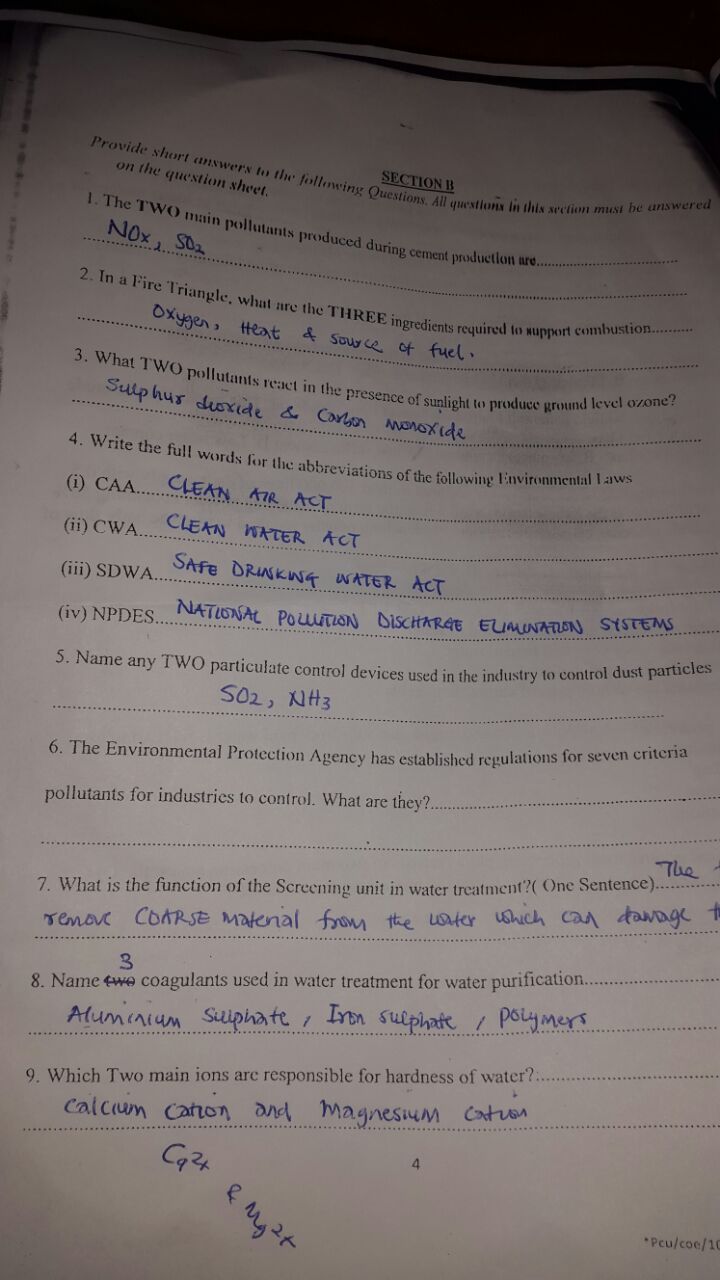 SECTION B
Provide short answers to the following Questions. All questions in this section must be answered
on the question sheet.
1. The TWO main pollutants produced during cement production are..............................
NOx, SO2
2. In a Fire Triangle, what are the THREE ingredients required to support combustion..........
Oxygen, Heat & source of fuel.
3. What TWO pollutants react in the presence of sunlight to produce ground level ozone?
Sulphur dioxide & Carbon monoxide
4. Write the full words for the abbreviations of the following Environmental Laws
(i) CAA..... CLEAN AIR ACT
(ii) CWA..... CLEAN WATER ACT
(iii) SDWA..... SAFE DRINKING WATER ACT
(iv) NPDES.... NATIONAL POLLUTION DISCHARGE ELIMINATION SYSTEMS
5. Name any TWO particulate control devices used in the industry to control dust particles
SO2, NH3
6. The Environmental Protection Agency has established regulations for seven criteria
pollutants for industries to control. What are they?..............................
7. What is the function of the Screening unit in water treatment?( One Sentence)..... The
remove COARSE material from the water which can damage
3
8. Name two coagulants used in water treatment for water purification.........................
Aluminium Sulphate, Iron sulphate, polymers
9. Which Two main ions are responsible for hardness of water?:..............................
Calcium cation and Magnesium Cation
Ca2+
& Mg2+
4
*Pcu/coe/10